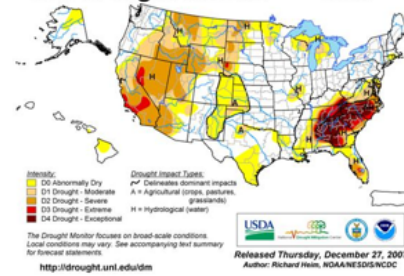 H
H
H
H
A
H
A
H
H
H
Intensity:
D0 Abnormally Dry
D1 Drought - Moderate
D2 Drought - Severe
D3 Drought - Extreme
D4 Drought - Exceptional
Drought Impact Types:
Delineates dominant impacts
A = Agricultural (crops, pastures,
grasslands)
H = Hydrological (water)
The Drought Monitor focuses on broad-scale conditions.
Local conditions may vary. See accompanying text summary
for forecast statements.
http://drought.unl.edu/dm
USDA
Released Thursday, December 27, 200
Author: Richard Heim, NOAA/NESDIS/NCDC